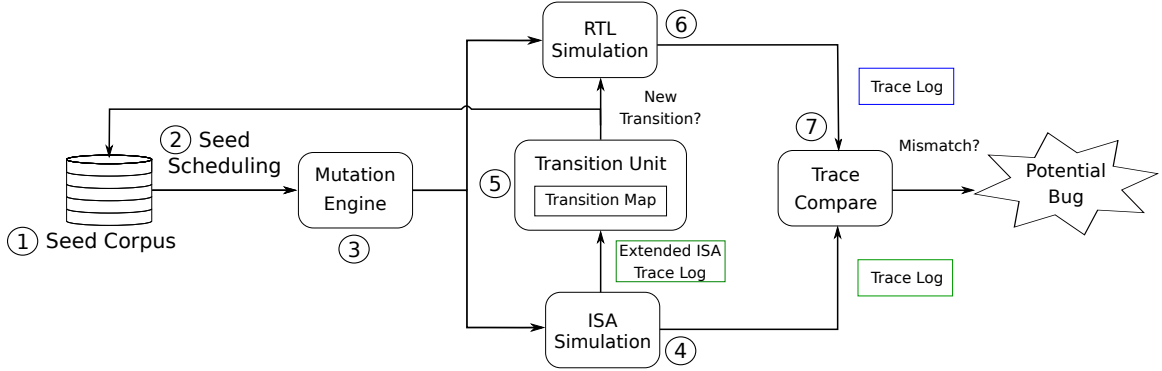 ① Seed Corpus
② Seed
Scheduling
Mutation
Engine
③
RTL
Simulation
⑥
New
Transition?
⑤
Transition Unit
Transition Map
Extended ISA
Trace Log
ISA
Simulation
④
Trace Log
⑦
Trace
Compare
Trace Log
Mismatch?
Potential
Bug